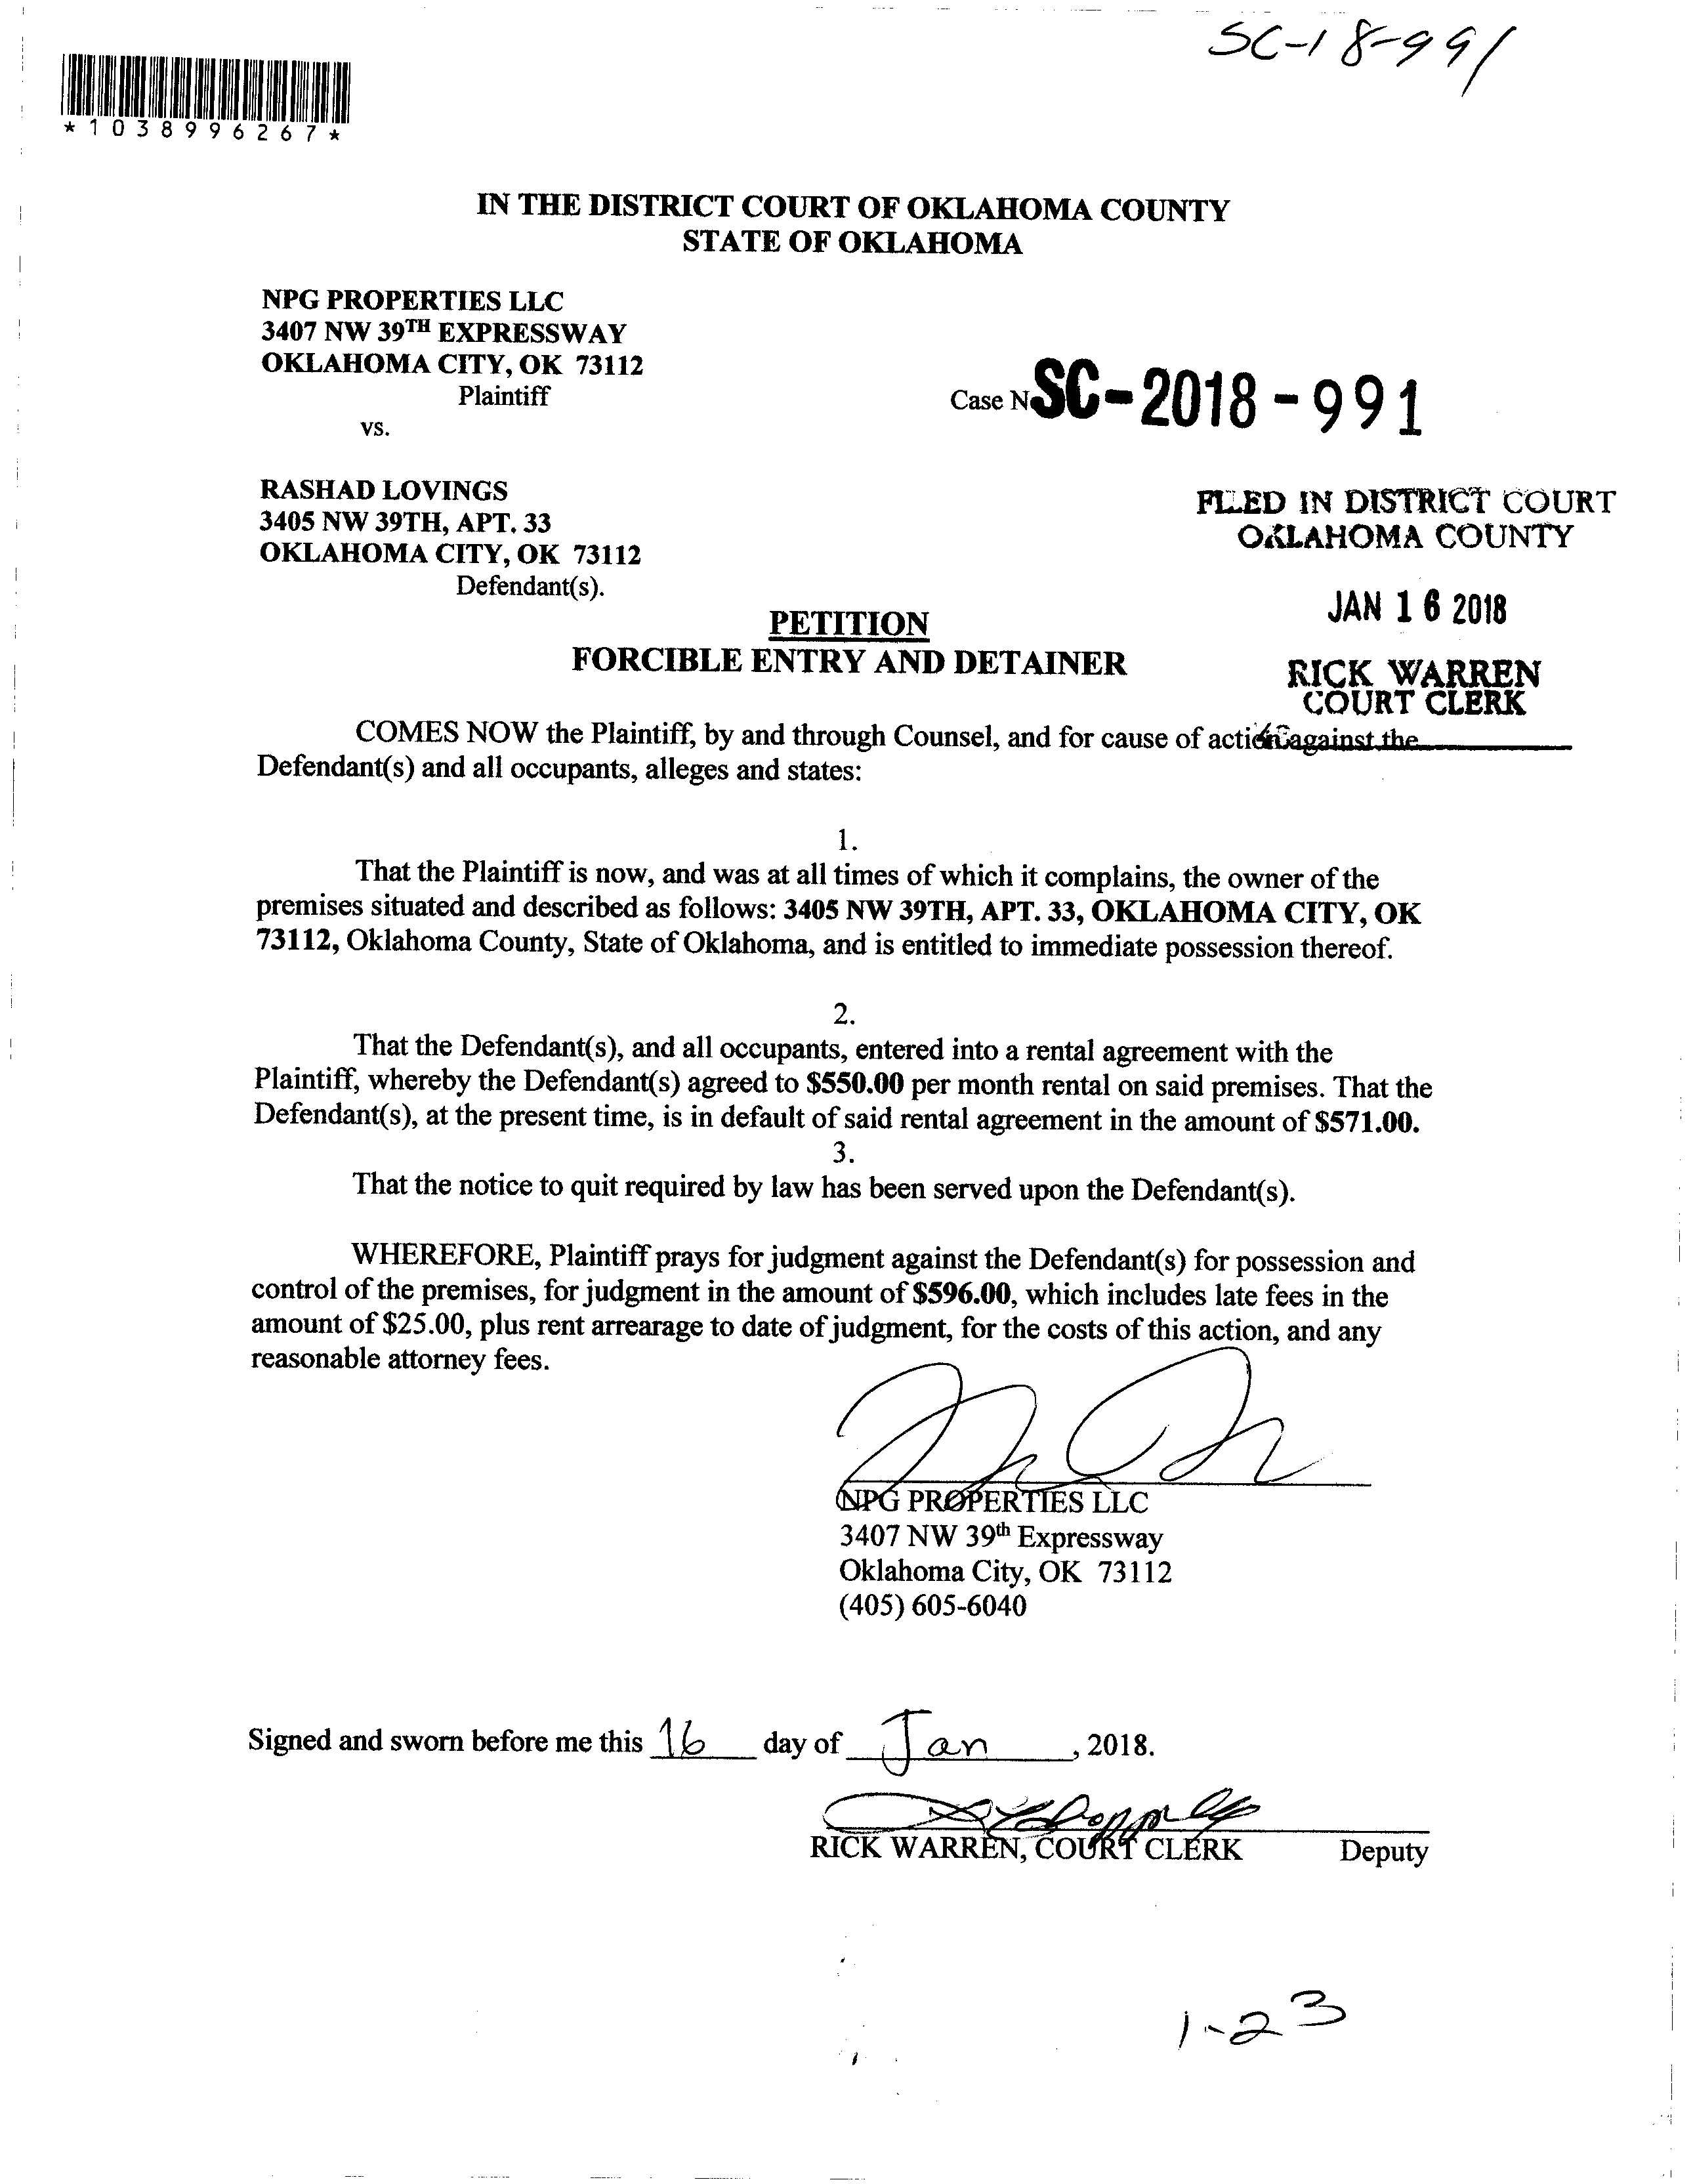 SC-18-991
*1038996267*
IN THE DISTRICT COURT OF OKLAHOMA COUNTY
STATE OF OKLAHOMA
NPG PROPERTIES LLC
3407 NW 39TH EXPRESSWAY
OKLAHOMA CITY, OK 73112
Plaintiff
Case N SC-2018-991
vs.
RASHAD LOVINGS
3405 NW 39TH, APT. 33
OKLAHOMA CITY, OK 73112
Defendant(s).
FILED IN DISTRICT COURT
OKLAHOMA COUNTY
JAN 16 2018
RICK WARREN
COURT CLERK
PETITION
FORCIBLE ENTRY AND DETAINER
COMES NOW the Plaintiff, by and through Counsel, and for cause of action against the
Defendant(s) and all occupants, alleges and states:
1.
That the Plaintiff is now, and was at all times of which it complains, the owner of the
premises situated and described as follows: 3405 NW 39TH, APT. 33, OKLAHOMA CITY, OK
73112, Oklahoma County, State of Oklahoma, and is entitled to immediate possession thereof.
2.
That the Defendant(s), and all occupants, entered into a rental agreement with the
Plaintiff, whereby the Defendant(s) agreed to $550.00 per month rental on said premises. That the
Defendant(s), at the present time, is in default of said rental agreement in the amount of $571.00.
3.
That the notice to quit required by law has been served upon the Defendant(s).
WHEREFORE, Plaintiff prays for judgment against the Defendant(s) for possession and
control of the premises, for judgment in the amount of $596.00, which includes late fees in the
amount of $25.00, plus rent arrearage to date of judgment, for the costs of this action, and any
reasonable attorney fees.
NPG PROPERTIES LLC
3407 NW 39th Expressway
Oklahoma City, OK 73112
(405) 605-6040
Signed and sworn before me this 16 day of Jan, 2018.
RICK WARREN, COURT CLERK Deputy
1-23